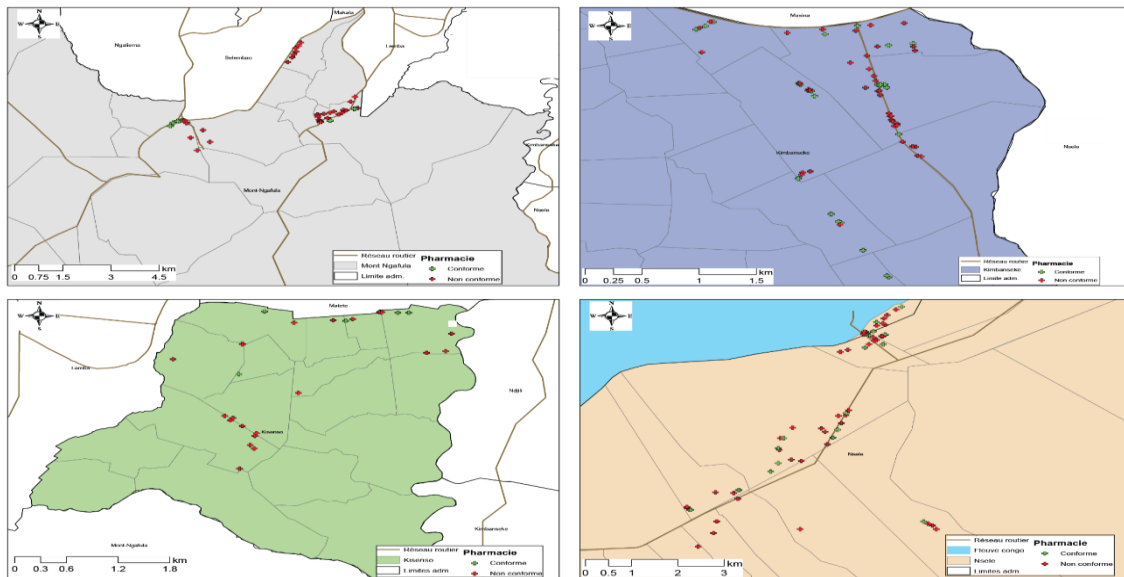 N
W E
S
Makala
Ngaliema
Selembao
Lemba
Kimbanseke
Mont-Ngafula
Nsele
km
0 0.75 1.5 3 4.5
Réseau routier Pharmacie
Mont Ngafula Conforme
Limite adm. Non conforme
N
W E
S
Masina
Nsele
Kimbanseke
km
0 0.25 0.5 1 1.5
Réseau routier Pharmacie
Kimbanseke Conforme
Limite adm Non conforme
N
W E
S
Matete
Lemba
Ndjili
Kisenso
Kimbanseke
Mont-Ngafula
km
0 0.3 0.6 1.2 1.8
Réseau routier Pharmacie
Kisenso Conforme
Limites adm. Non conforme
N
W E
S
Nsele
km
0 0.5 1 2 3
Réseau routier Pharmacie
Fleuve congo Conforme
Nsele Non conforme
Limites adm